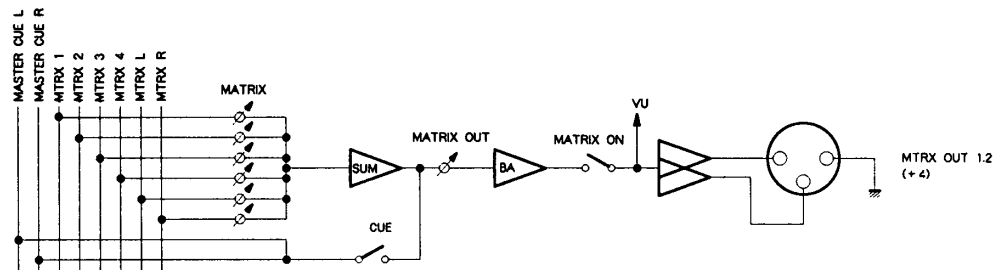 MASTER CUE L
MASTER CUE R
MTRX 1
MTRX 2
MTRX 3
MTRX 4
MTRX L
MTRX R
MATRIX
SUM
MATRIX OUT
BA
MATRIX ON
VU
MTRX OUT 1.2
(+4)
CUE